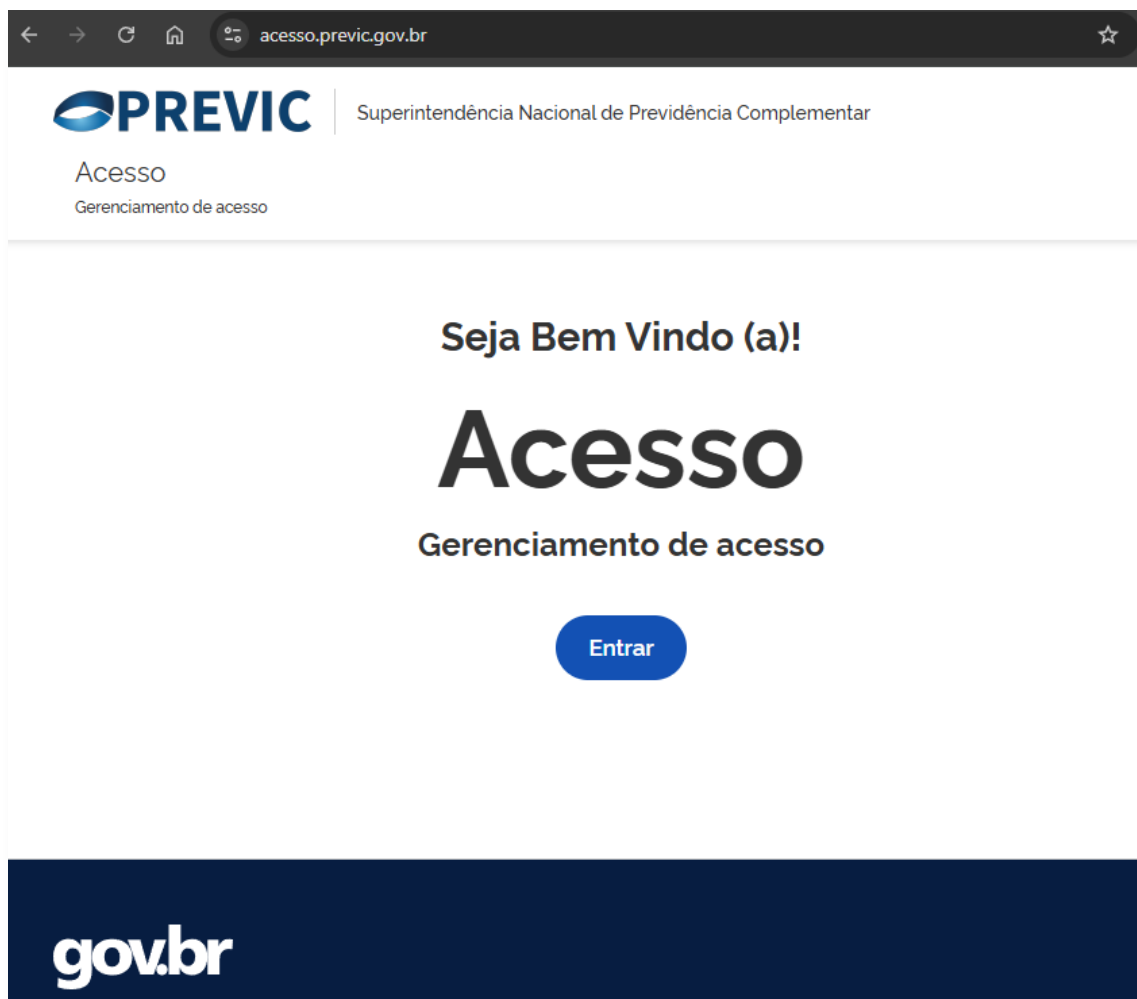 acesso.previc.gov.br
PREVIC
Superintendência Nacional de Previdência Complementar
Acesso
Gerenciamento de acesso
Seja Bem Vindo (a)!
Acesso
Gerenciamento de acesso
Entrar
gov.br